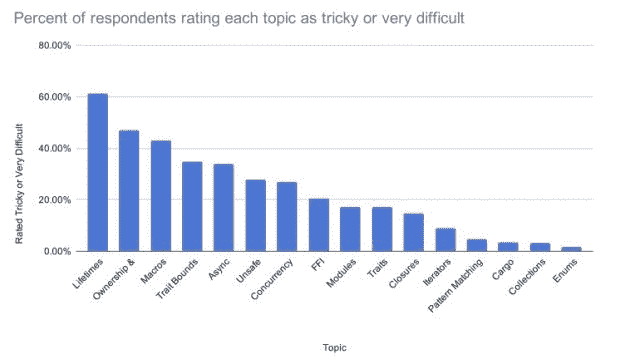 Percent of respondents rating each topic as tricky or very difficult
80.00%
60.00%
40.00%
20.00%
0.00%
Rated Tricky or Very Difficult
Lifetimes
Ownership &
Macros
Trait Bounds
Async
Unsafe
Concurrency
FFI
Modules
Traits
Closures
Iterators
Pattern Matching
Cargo
Collections
Enums
Topic